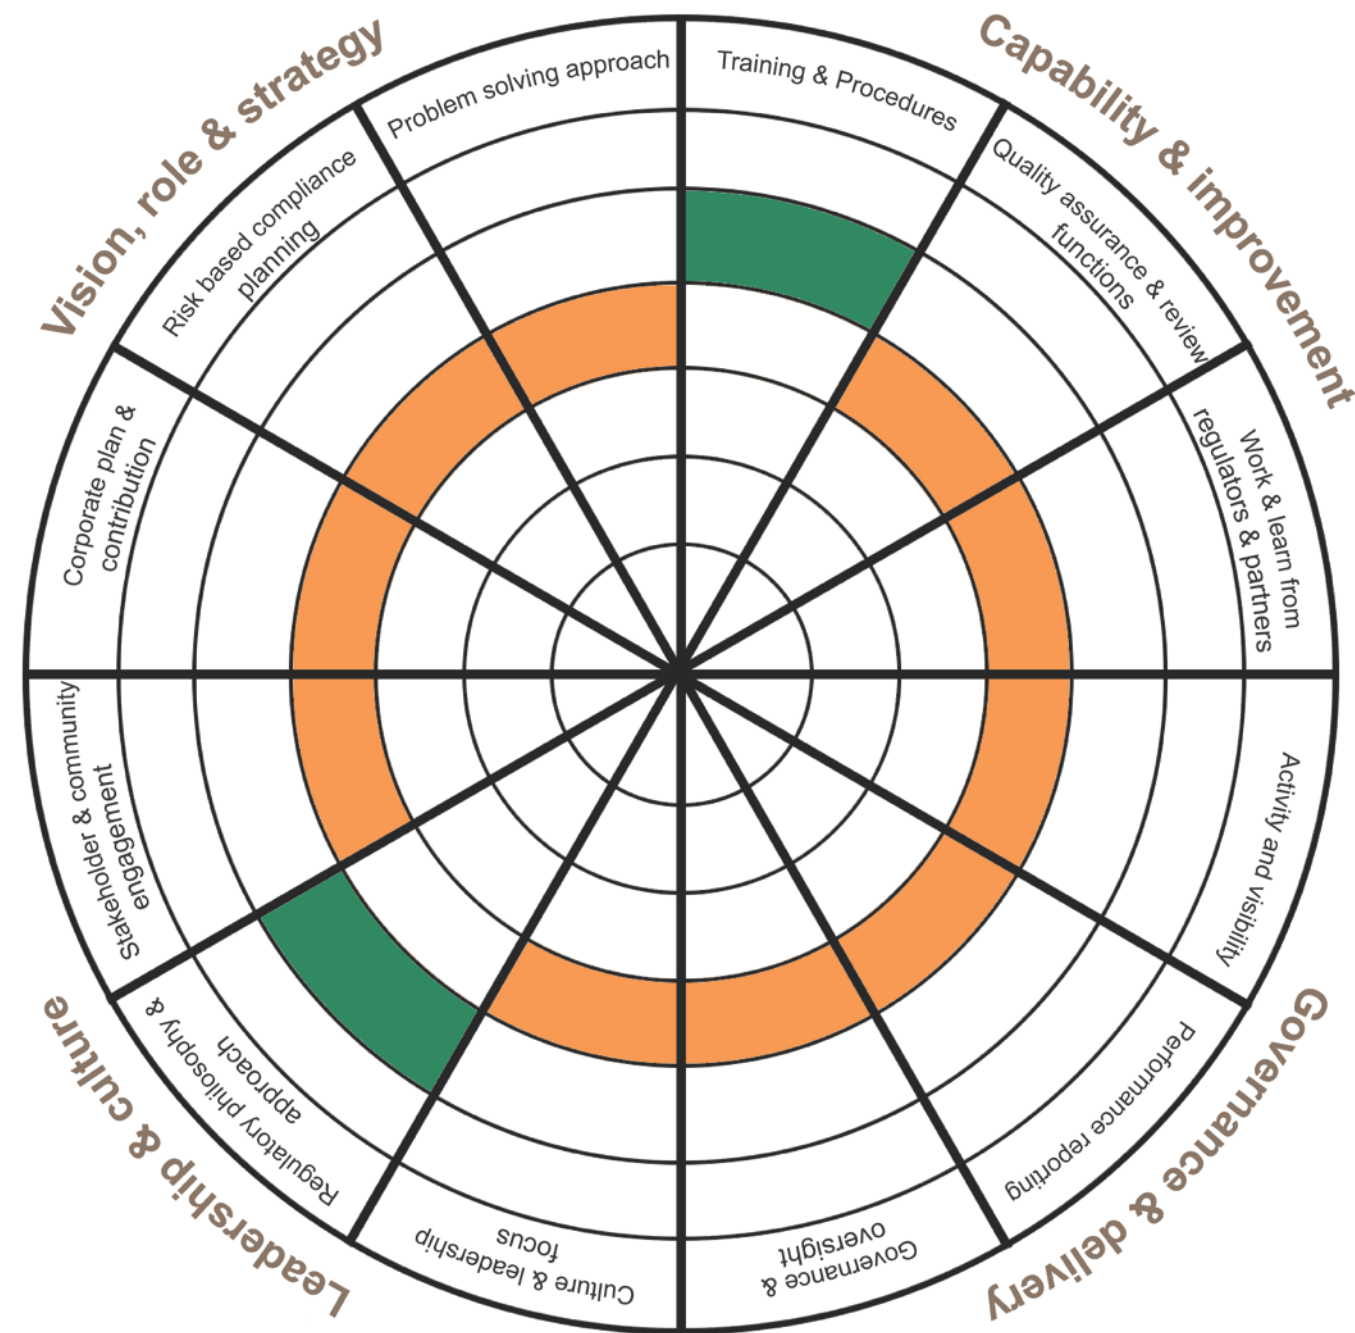 Vision, role & strategy
Capability & improvement
Problem solving approach
Training & Procedures
Risk based compliance
planning
Quality assurance & review
functions
Corporate plan &
contribution
Work & learn from
regulators & partners
Stakeholder & community
engagement
Activity and visibility
Regulatory philosophy &
approach
Performance reporting
Culture & leadership
focus
Governance &
oversight
Leadership & culture
Governance & delivery